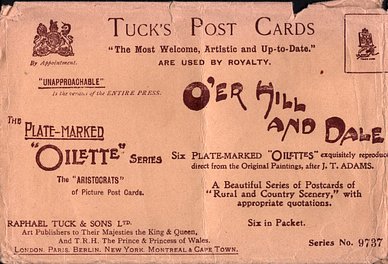 TUCK'S POST CARDS
"The Most Welcome, Artistic and Up-to-Date."
ARE USED BY ROYALTY.
By Appointment.
"UNAPPROACHABLE"
Is the verdict of the ENTIRE PRESS.
O'ER HILL
AND DALE
THE PLATE-MARKED
"OILETTE" SERIES
The "ARISTOCRATS"
of Picture Post Cards.
SIX PLATE-MARKED "OILETTES" exquisitely reproduced
direct from the Original Paintings, after J. T. ADAMS.
A Beautiful Series of Postcards of
"Rural and Country Scenery," with
appropriate quotations.
Six in Packet.
RAPHAEL TUCK & SONS LTD.
Art Publishers to Their Majesties the King & Queen,
And T.R.H. The Prince & Princess of Wales.
LONDON, PARIS, BERLIN, NEW YORK, MONTREAL & CAPE TOWN.
Series No. 9737